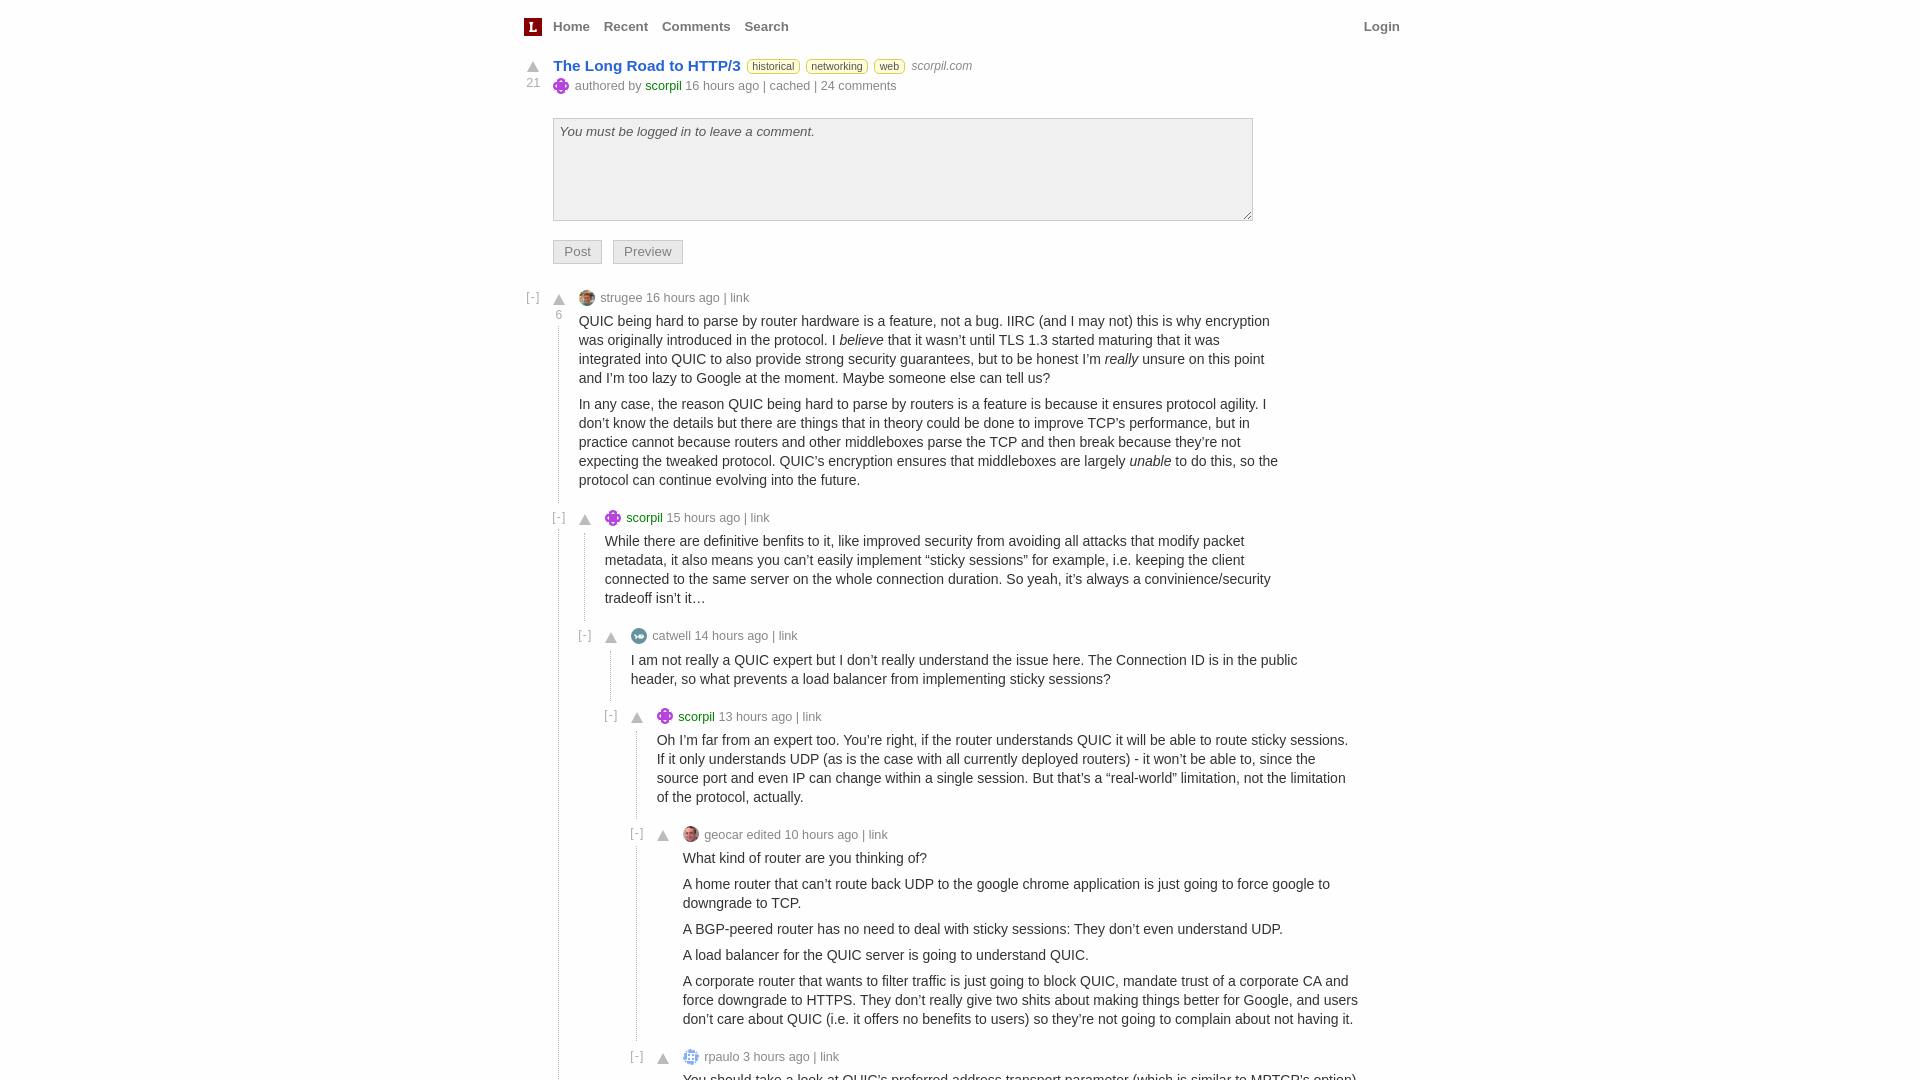 L Home Recent Comments Search Login
The Long Road to HTTP/3 historical networking web scorpil.com
21
authored by scorpil 16 hours ago | cached | 24 comments
You must be logged in to leave a comment.
Post Preview
[-] strugee 16 hours ago | link
6
QUIC being hard to parse by router hardware is a feature, not a bug. IIRC (and I may not) this is why encryption
was originally introduced in the protocol. I believe that it wasn’t until TLS 1.3 started maturing that it was
integrated into QUIC to also provide strong security guarantees, but to be honest I’m really unsure on this point
and I’m too lazy to Google at the moment. Maybe someone else can tell us?
In any case, the reason QUIC being hard to parse by routers is a feature is because it ensures protocol agility. I
don’t know the details but there are things that in theory could be done to improve TCP’s performance, but in
practice cannot because routers and other middleboxes parse the TCP and then break because they’re not
expecting the tweaked protocol. QUIC’s encryption ensures that middleboxes are largely unable to do this, so the
protocol can continue evolving into the future.
[-] scorpil 15 hours ago | link
While there are definitive benfits to it, like improved security from avoiding all attacks that modify packet
metadata, it also means you can’t easily implement “sticky sessions” for example, i.e. keeping the client
connected to the same server on the whole connection duration. So yeah, it’s always a convinience/security
tradeoff isn’t it…
[-] catwell 14 hours ago | link
I am not really a QUIC expert but I don’t really understand the issue here. The Connection ID is in the public
header, so what prevents a load balancer from implementing sticky sessions?
[-] scorpil 13 hours ago | link
Oh I’m far from an expert too. You’re right, if the router understands QUIC it will be able to route sticky sessions.
If it only understands UDP (as is the case with all currently deployed routers) - it won’t be able to, since the
source port and even IP can change within a single session. But that’s a “real-world” limitation, not the limitation
of the protocol, actually.
[-] geocar edited 10 hours ago | link
What kind of router are you thinking of?
A home router that can’t route back UDP to the google chrome application is just going to force google to
downgrade to TCP.
A BGP-peered router has no need to deal with sticky sessions: They don’t even understand UDP.
A load balancer for the QUIC server is going to understand QUIC.
A corporate router that wants to filter traffic is just going to block QUIC, mandate trust of a corporate CA and
force downgrade to HTTPS. They don’t really give two shits about making things better for Google, and users
don’t care about QUIC (i.e. it offers no benefits to users) so they’re not going to complain about not having it.
[-] rpaulo 3 hours ago | link
You should take a look at QUIC’s preferred address transport parameter (which is similar to MPTCP’s option)